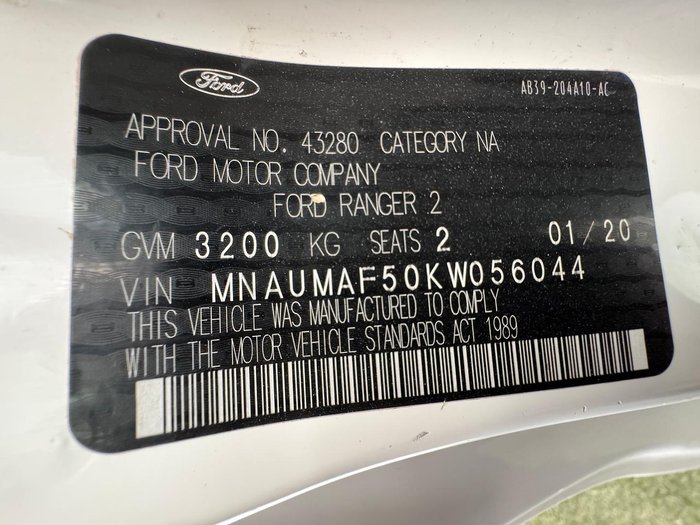 Ford
AB39-204A10-AC
APPROVAL NO. 43280 CATEGORY NA
FORD MOTOR COMPANY
FORD RANGER 2
GVM 3200 KG SEATS 2 01/20
VIN MNAUMAF50KW056044
THIS VEHICLE WAS MANUFACTURED TO COMPLY
WITH THE MOTOR VEHICLE STANDARDS ACT 1989